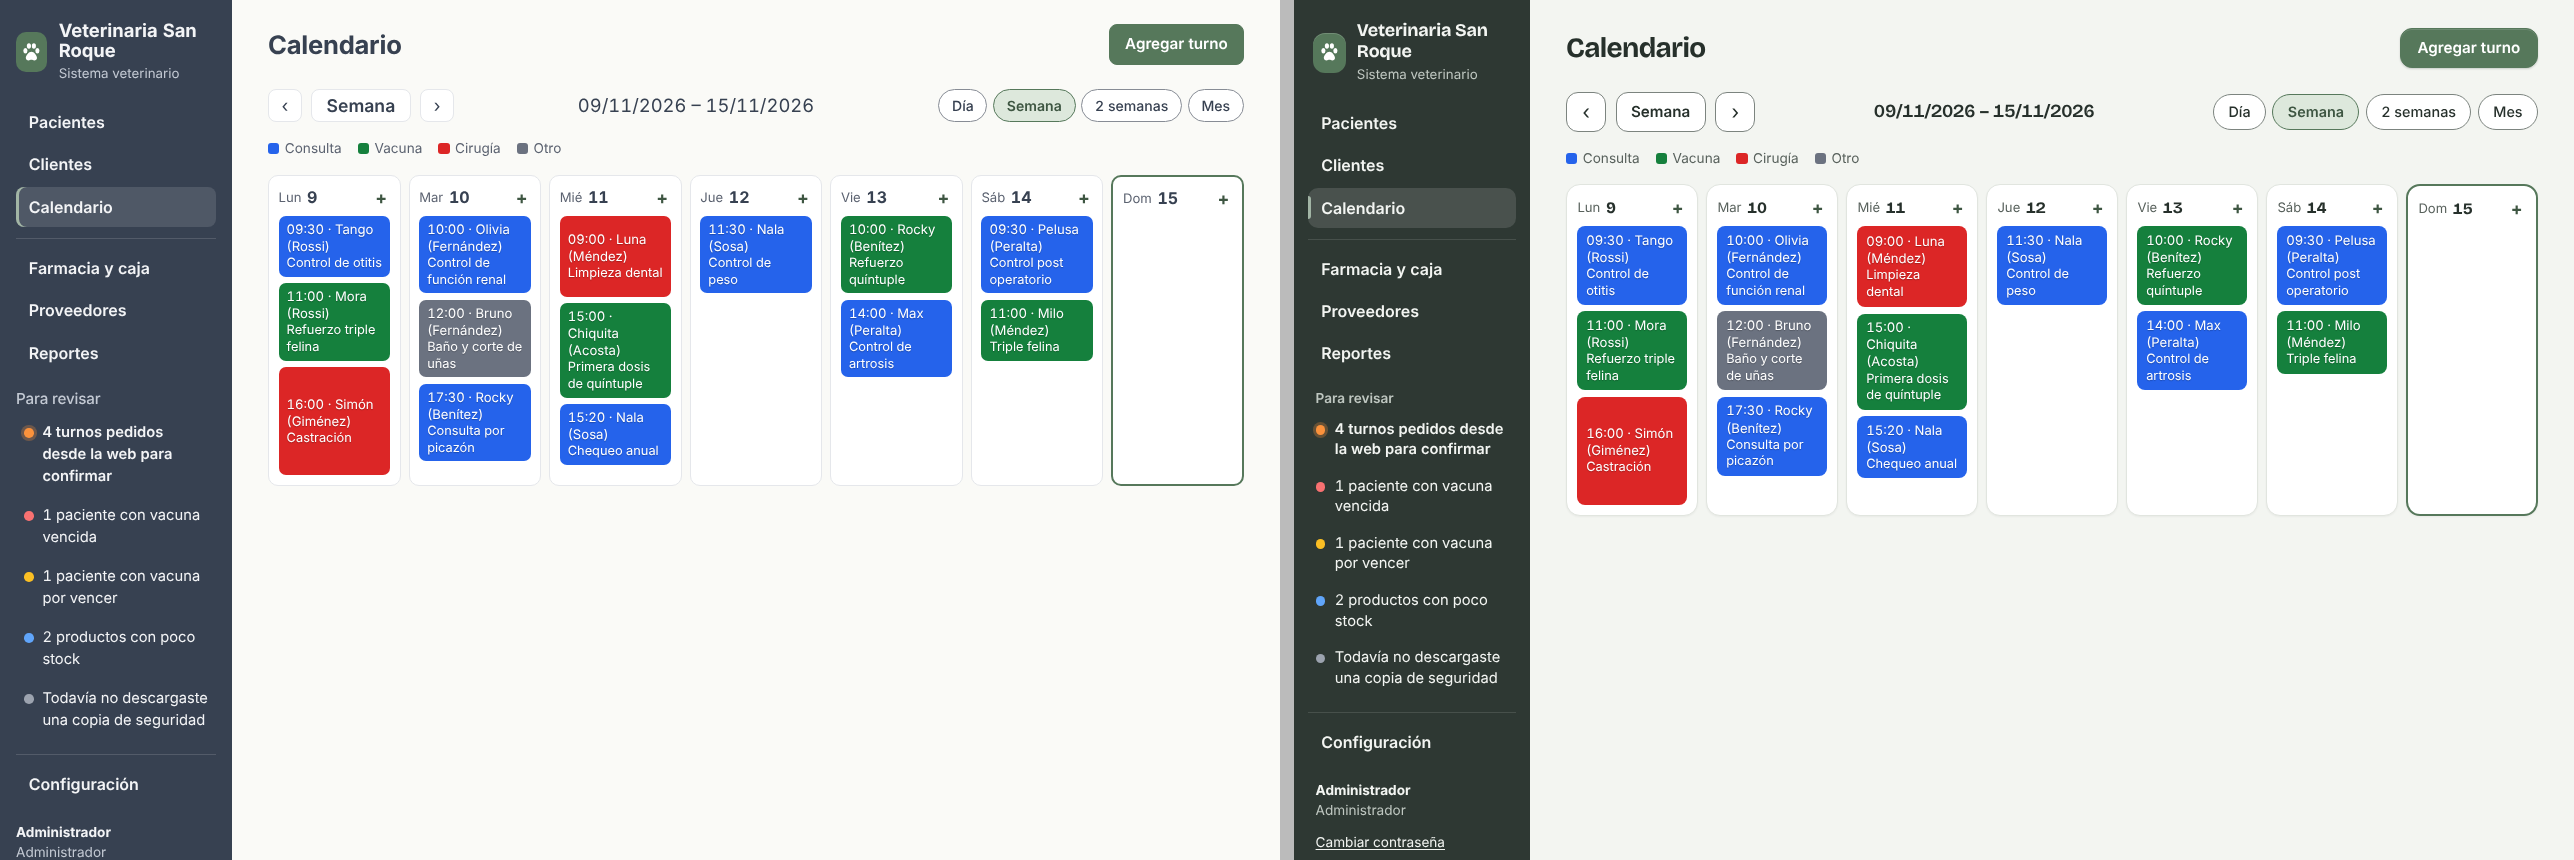 Veterinaria San
Roque
Sistema veterinario
Pacientes
Clientes
Calendario
Farmacia y caja
Proveedores
Reportes
Para revisar
4 turnos pedidos
desde la web para
confirmar
1 paciente con vacuna
vencida
1 paciente con vacuna
por vencer
2 productos con poco
stock
Todavía no descargaste
una copia de seguridad
Configuración
Administrador
Administrador
Calendario
Agregar turno
‹ Semana ›
09/11/2026 – 15/11/2026
Día Semana 2 semanas Mes
Consulta Vacuna Cirugía Otro
Lun 9 +
09:30 · Tango
(Rossi)
Control de otitis
11:00 · Mora
(Rossi)
Refuerzo triple
felina
16:00 · Simón
(Giménez)
Castración
Mar 10 +
10:00 · Olivia
(Fernández)
Control de
función renal
12:00 · Bruno
(Fernández)
Baño y corte de
uñas
17:30 · Rocky
(Benítez)
Consulta por
picazón
Mié 11 +
09:00 · Luna
(Méndez)
Limpieza dental
15:00 ·
Chiquita
(Acosta)
Primera dosis
de quíntuple
15:20 · Nala
(Sosa)
Chequeo anual
Jue 12 +
11:30 · Nala
(Sosa)
Control de
peso
Vie 13 +
10:00 · Rocky
(Benítez)
Refuerzo
quíntuple
14:00 · Max
(Peralta)
Control de
artrosis
Sáb 14 +
09:30 · Pelusa
(Peralta)
Control post
operatorio
11:00 · Milo
(Méndez)
Triple felina
Dom 15 +
Veterinaria San
Roque
Sistema veterinario
Pacientes
Clientes
Calendario
Farmacia y caja
Proveedores
Reportes
Para revisar
4 turnos pedidos desde
la web para confirmar
1 paciente con vacuna
vencida
1 paciente con vacuna
por vencer
2 productos con poco
stock
Todavía no descargaste
una copia de seguridad
Configuración
Administrador
Administrador
Cambiar contraseña
Calendario
Agregar turno
‹ Semana ›
09/11/2026 – 15/11/2026
Día Semana 2 semanas Mes
Consulta Vacuna Cirugía Otro
Lun 9 +
09:30 · Tango
(Rossi)
Control de
otitis
11:00 · Mora
(Rossi)
Refuerzo triple
felina
16:00 · Simón
(Giménez)
Castración
Mar 10 +
10:00 · Olivia
(Fernández)
Control de
función renal
12:00 · Bruno
(Fernández)
Baño y corte
de uñas
17:30 · Rocky
(Benítez)
Consulta por
picazón
Mié 11 +
09:00 · Luna
(Méndez)
Limpieza
dental
15:00 ·
Chiquita
(Acosta)
Primera dosis
de quíntuple
15:20 · Nala
(Sosa)
Chequeo anual
Jue 12 +
11:30 · Nala
(Sosa)
Control de
peso
Vie 13 +
10:00 · Rocky
(Benítez)
Refuerzo
quíntuple
14:00 · Max
(Peralta)
Control de
artrosis
Sáb 14 +
09:30 · Pelusa
(Peralta)
Control post
operatorio
11:00 · Milo
(Méndez)
Triple felina
Dom 15 +